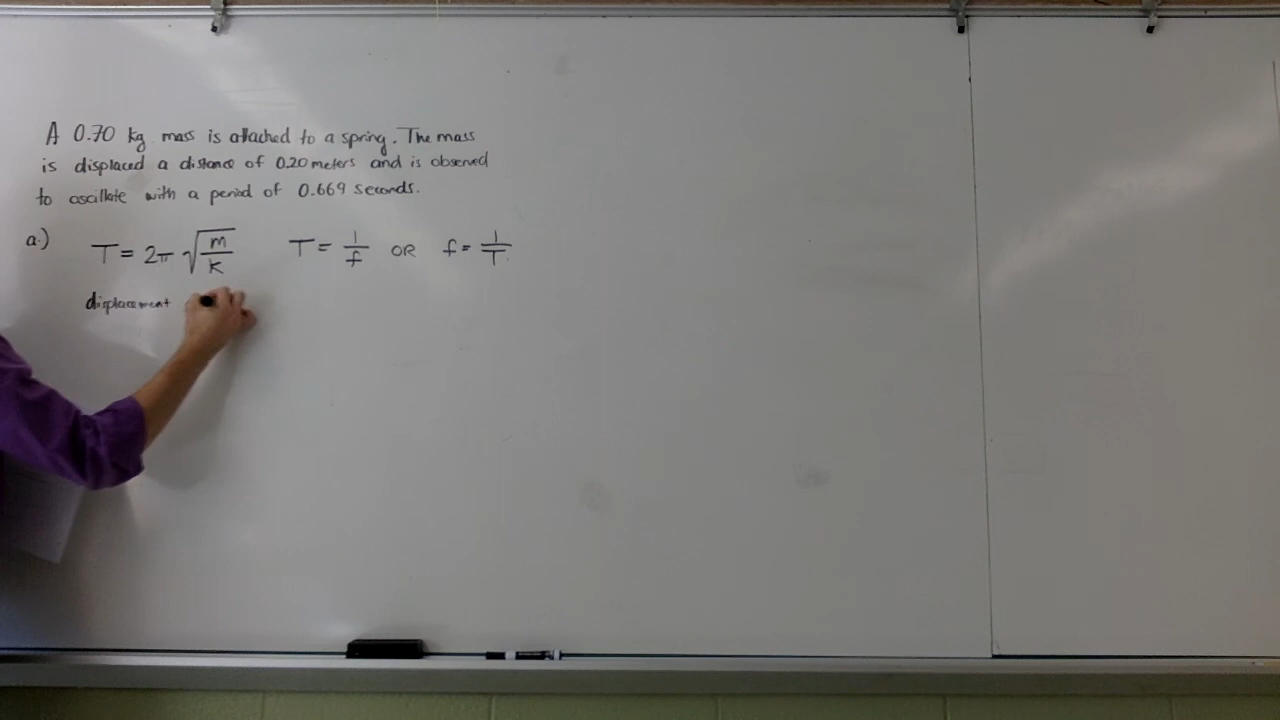 A 0.70 kg mass is attached to a spring. The mass
is displaced a distance of 0.20 meters and is observed
to oscillate with a period of 0.669 seconds.
a.) T = 2π √(m/k) T = 1/f OR f = 1/T.
displacement